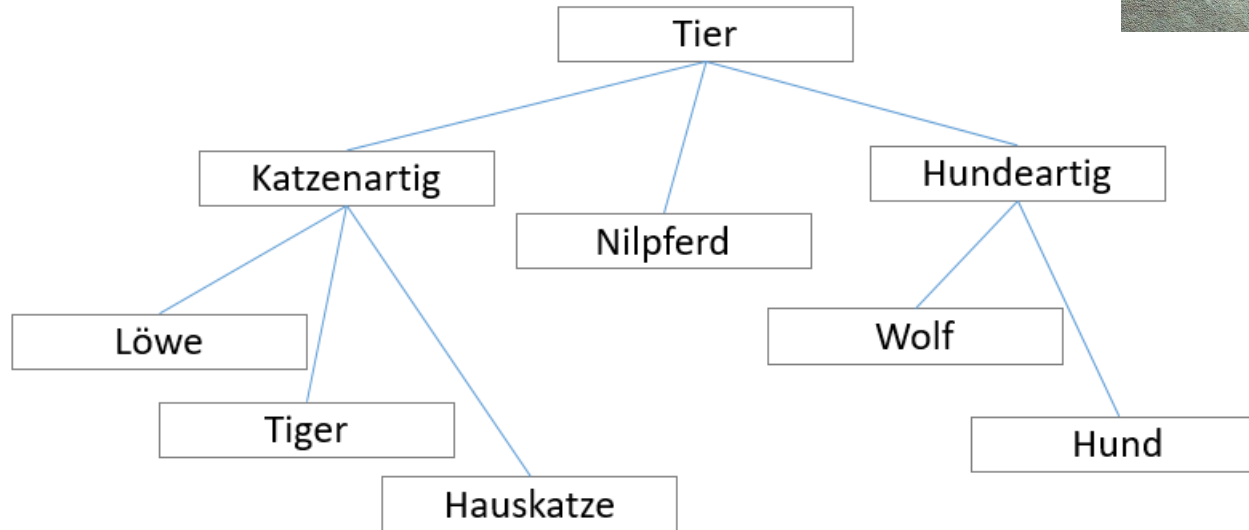 Tier
Katzenartig
Nilpferd
Hundeartig
Löwe
Tiger
Hauskatze
Wolf
Hund